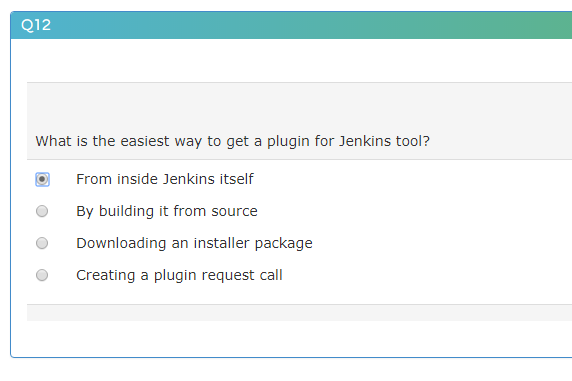 Q12
What is the easiest way to get a plugin for Jenkins tool?
From inside Jenkins itself
By building it from source
Downloading an installer package
Creating a plugin request call